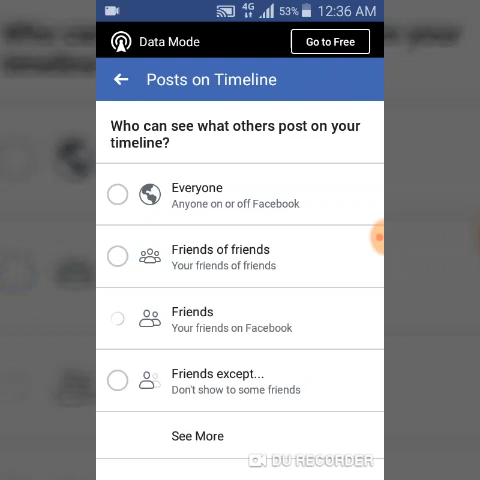 4G 53% 12:36 AM
Data Mode
Go to Free
Posts on Timeline
Who can see what others post on your
timeline?
Everyone
Anyone on or off Facebook
Friends of friends
Your friends of friends
Friends
Your friends on Facebook
Friends except...
Don't show to some friends
See More
DU RECORDER